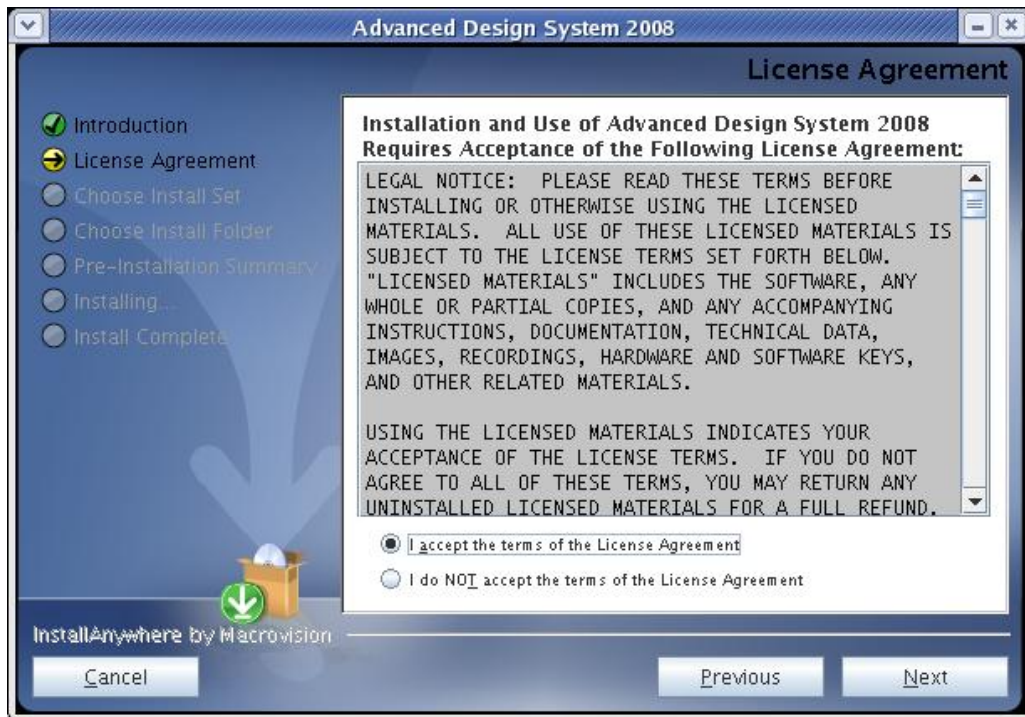 Advanced Design System 2008
License Agreement
Introduction
License Agreement
Choose Install Set
Choose Install Folder
Pre-Installation Summary
Installing...
Install Complete
Installation and Use of Advanced Design System 2008
Requires Acceptance of the Following License Agreement:
LEGAL NOTICE: PLEASE READ THESE TERMS BEFORE
INSTALLING OR OTHERWISE USING THE LICENSED
MATERIALS. ALL USE OF THESE LICENSED MATERIALS IS
SUBJECT TO THE LICENSE TERMS SET FORTH BELOW.
"LICENSED MATERIALS" INCLUDES THE SOFTWARE, ANY
WHOLE OR PARTIAL COPIES, AND ANY ACCOMPANYING
INSTRUCTIONS, DOCUMENTATION, TECHNICAL DATA,
IMAGES, RECORDINGS, HARDWARE AND SOFTWARE KEYS,
AND OTHER RELATED MATERIALS.
USING THE LICENSED MATERIALS INDICATES YOUR
ACCEPTANCE OF THE LICENSE TERMS. IF YOU DO NOT
AGREE TO ALL OF THESE TERMS, YOU MAY RETURN ANY
UNINSTALLED LICENSED MATERIALS FOR A FULL REFUND.
I accept the terms of the License Agreement
I do NOT accept the terms of the License Agreement
InstallAnywhere by Macrovision
Cancel
Previous
Next